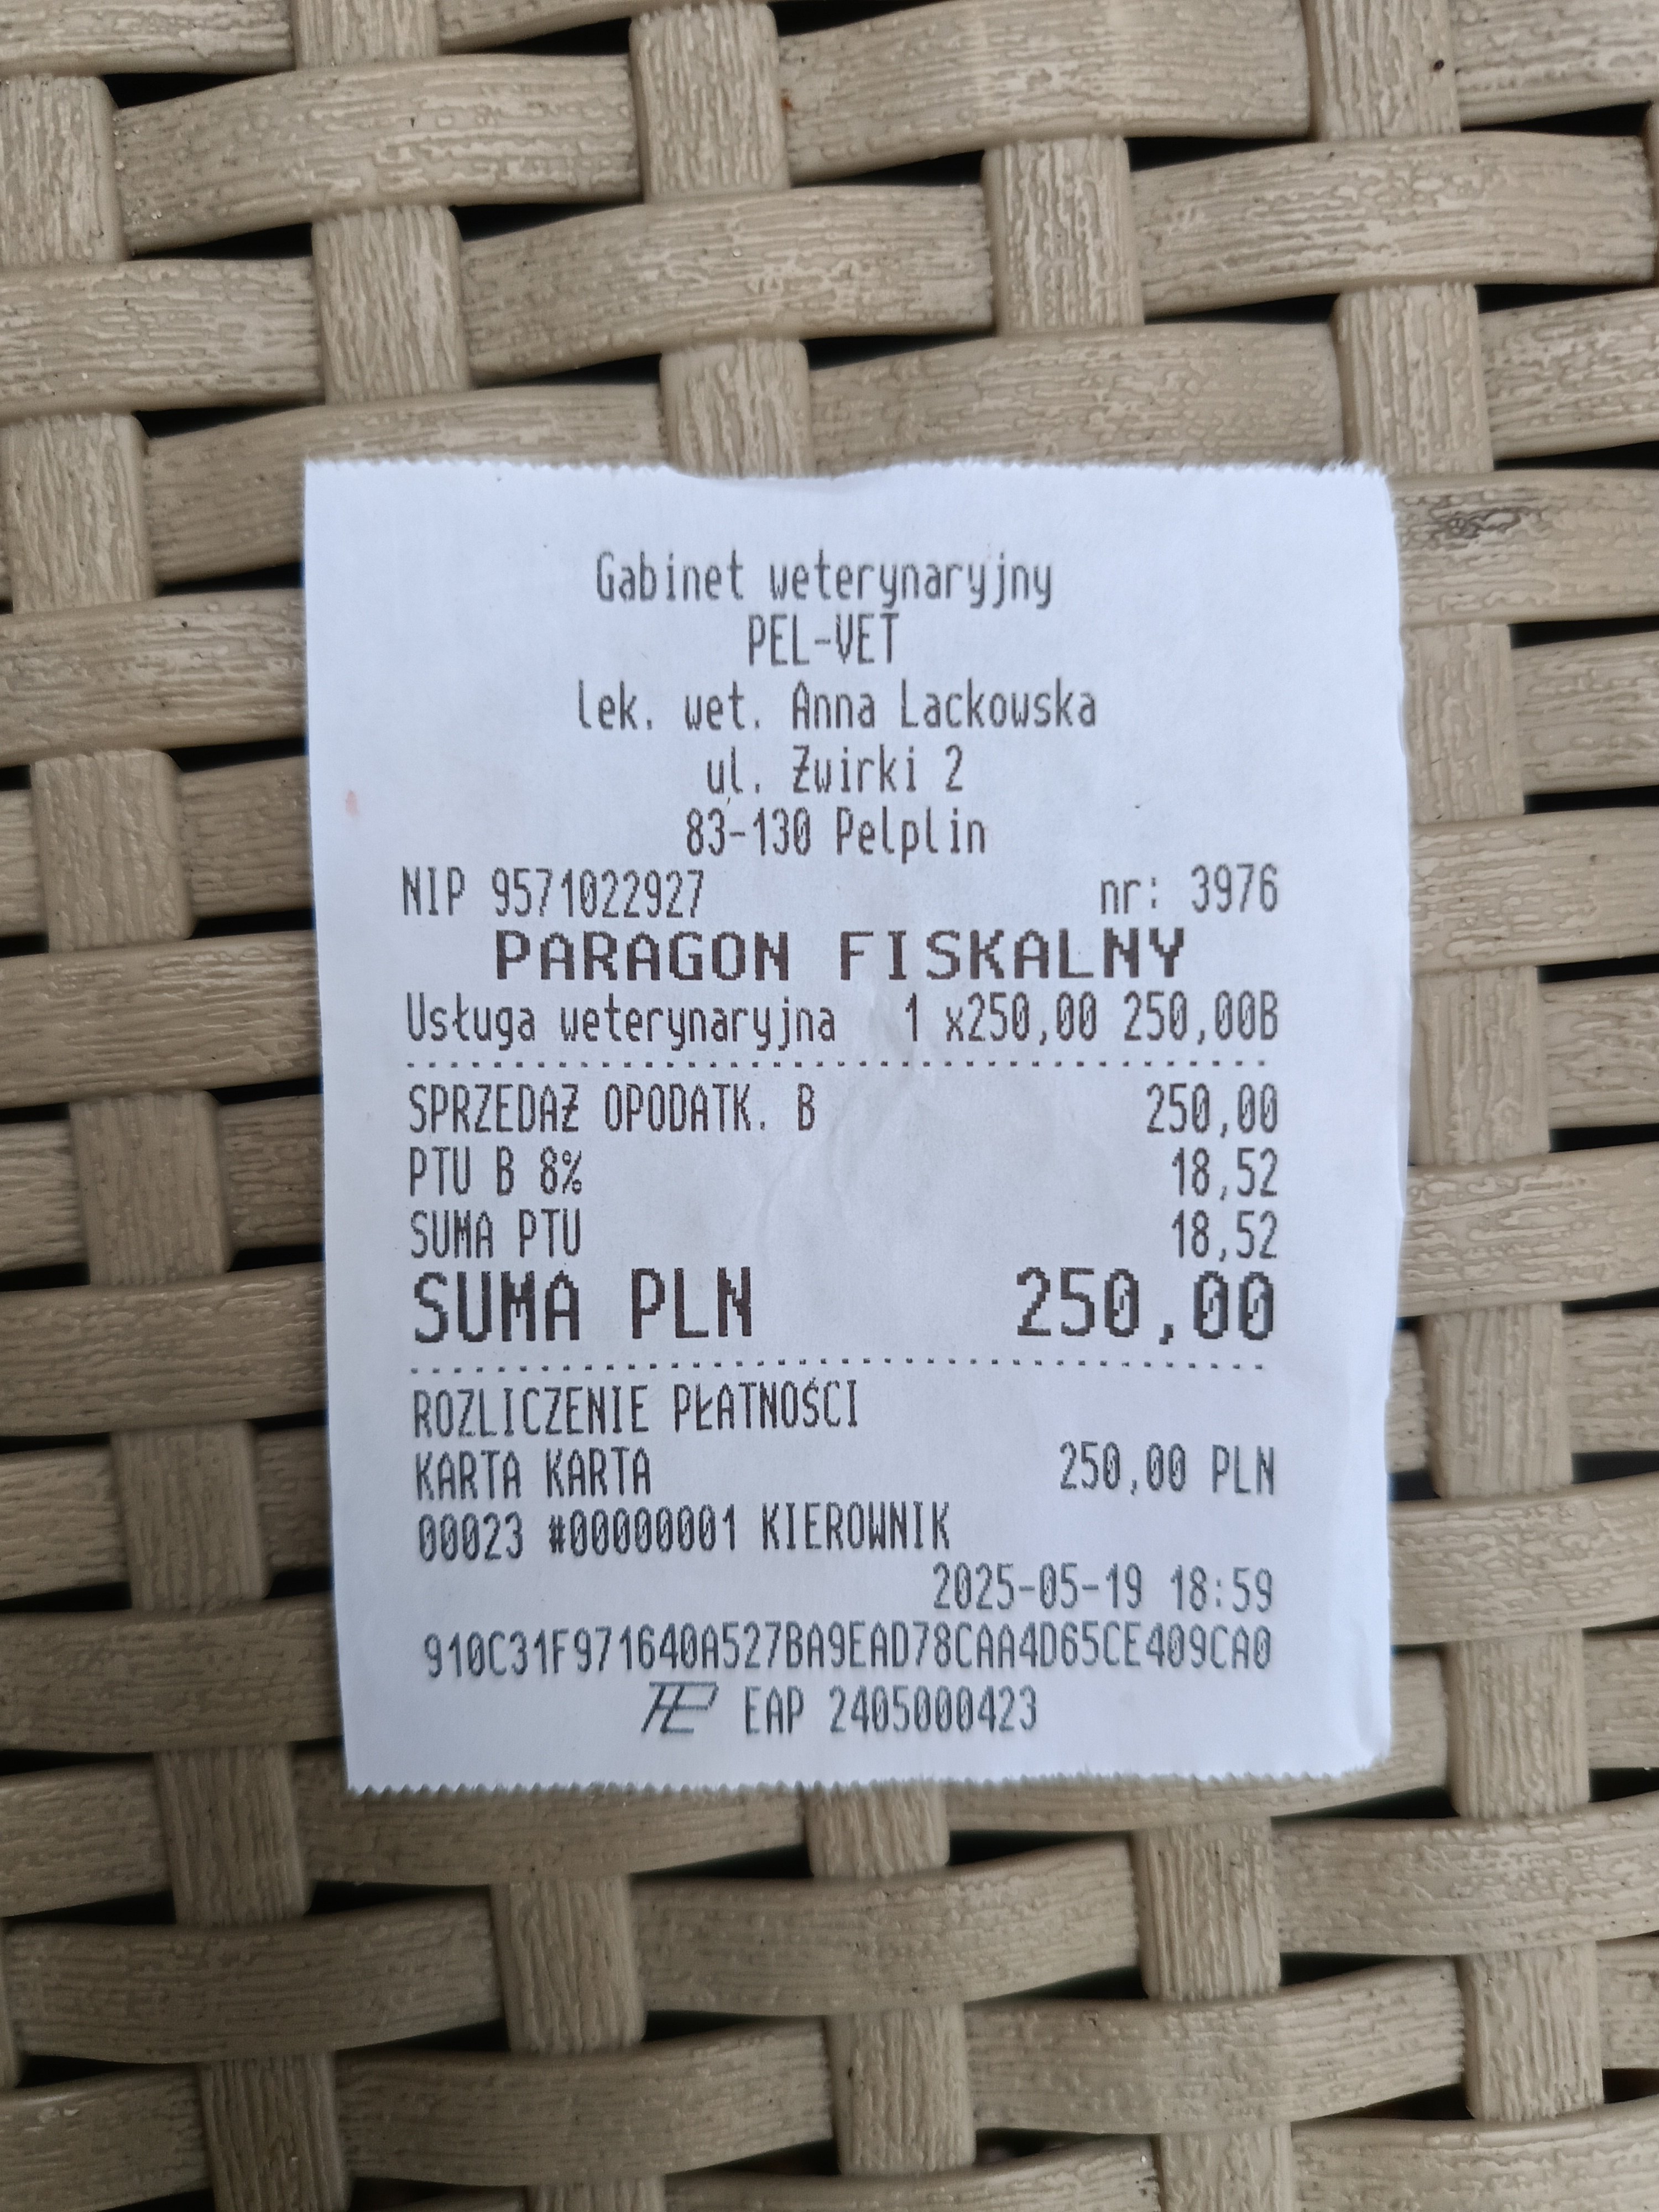 Gabinet weterynaryjny
PEL-VET
lek. wet. Anna Lackowska
ul. Żwirki 2
83-130 Pelplin
NIP 9571022927 nr: 3976
PARAGON FISKALNY
Usługa weterynaryjna 1 x250,00 250,00B
SPRZEDAŻ OPODATK. B 250,00
PTU B 8% 18,52
SUMA PTU 18,52
SUMA PLN 250,00
ROZLICZENIE PŁATNOŚCI
KARTA KARTA 250,00 PLN
00023 #00000001 KIEROWNIK
2025-05-19 18:59
910C31F971640A527BA9EAD78CAA4D65CE409CA0
EAP 2405000423